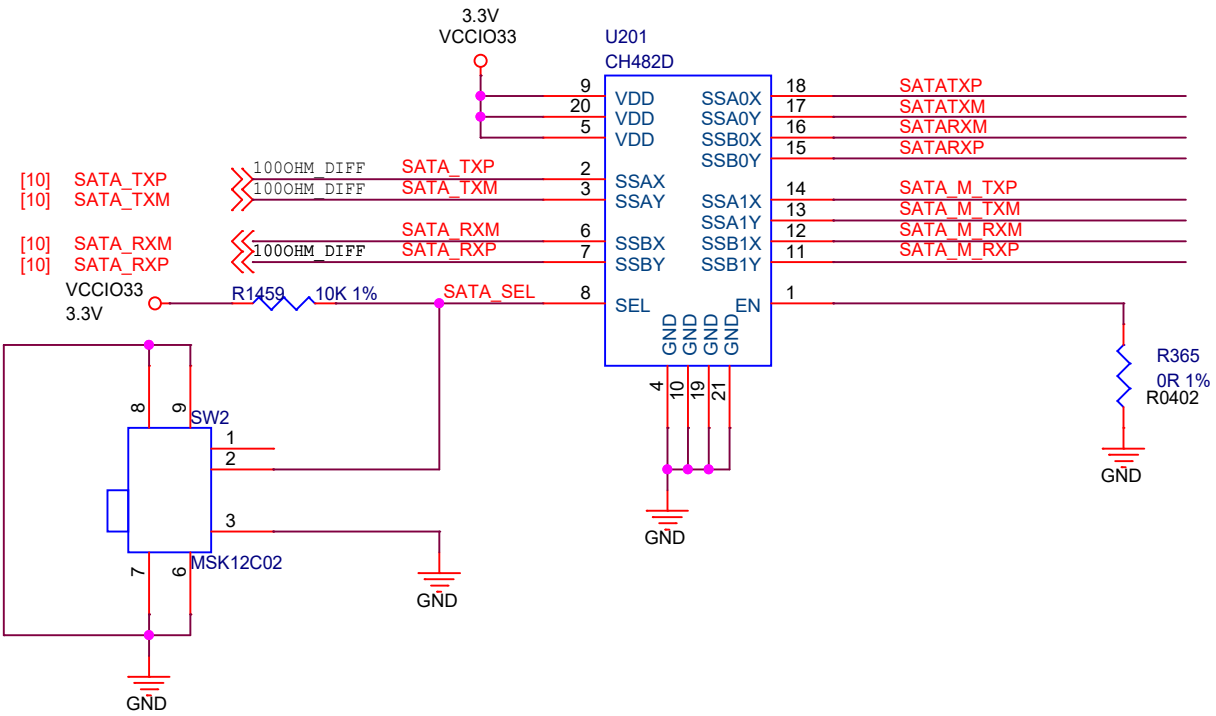 3.3V
VCCIO33
U201
CH482D
9 VDD SSA0X 18 SATATXP
20 VDD SSA0Y 17 SATATXM
5 VDD SSB0X 16 SATARXM
SSB0Y 15 SATARXP
[10] SATA_TXP 100OHM_DIFF SATA_TXP 2 SSAX SSA1X 14 SATA_M_TXP
[10] SATA_TXM 100OHM_DIFF SATA_TXM 3 SSAY SSA1Y 13 SATA_M_TXM
[10] SATA_RXM SATA_RXM 6 SSBX SSB1X 12 SATA_M_RXM
[10] SATA_RXP 100OHM_DIFF SATA_RXP 7 SSBY SSB1Y 11 SATA_M_RXP
VCCIO33 R1459 10K 1% SATA_SEL 8 SEL EN 1
3.3V
GND GND GND GND
4 10 19 21
R365
0R 1%
R0402
GND
8 9 SW2
1
2
3
7 6 MSK12C02
GND
GND
GND